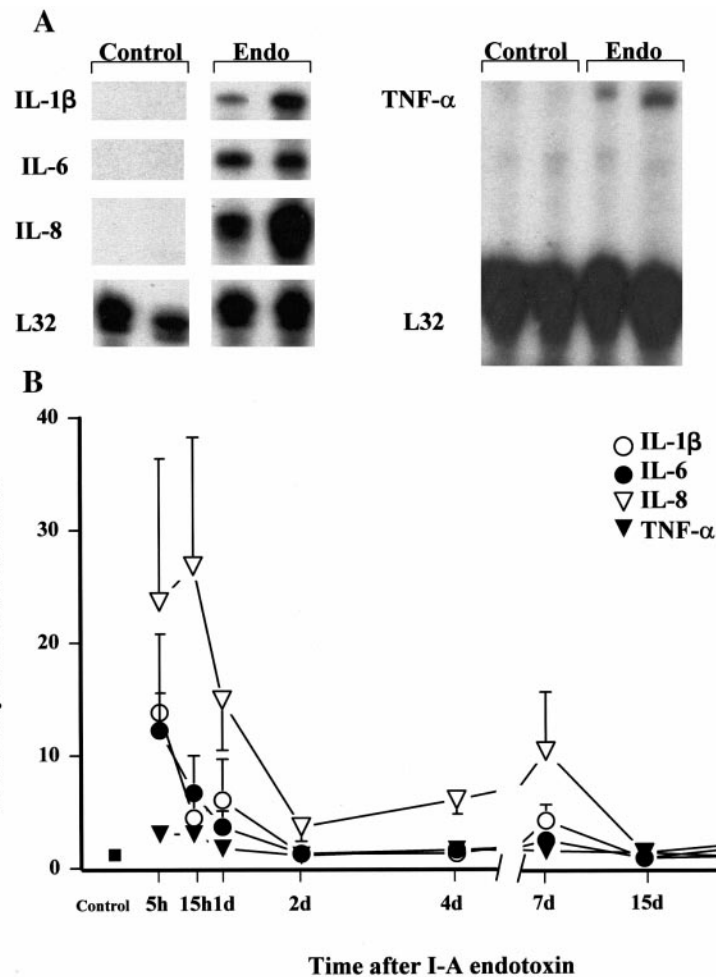 A
Control Endo
IL-1β
IL-6
IL-8
L32
Control Endo
TNF-α
L32
B
40
30
20
10
0
IL-1β
IL-6
IL-8
TNF-α
Control 5h 15h 1d 2d 4d 7d 15d
Time after I-A endotoxin